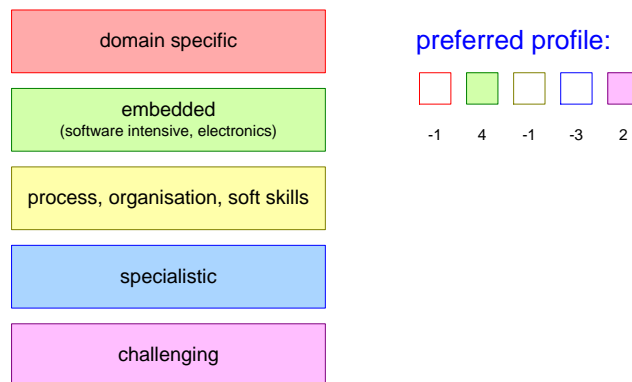 domain specific
embedded
(software intensive, electronics)
process, organisation, soft skills
specialistic
challenging
preferred profile:
-1 4 -1 -3 2